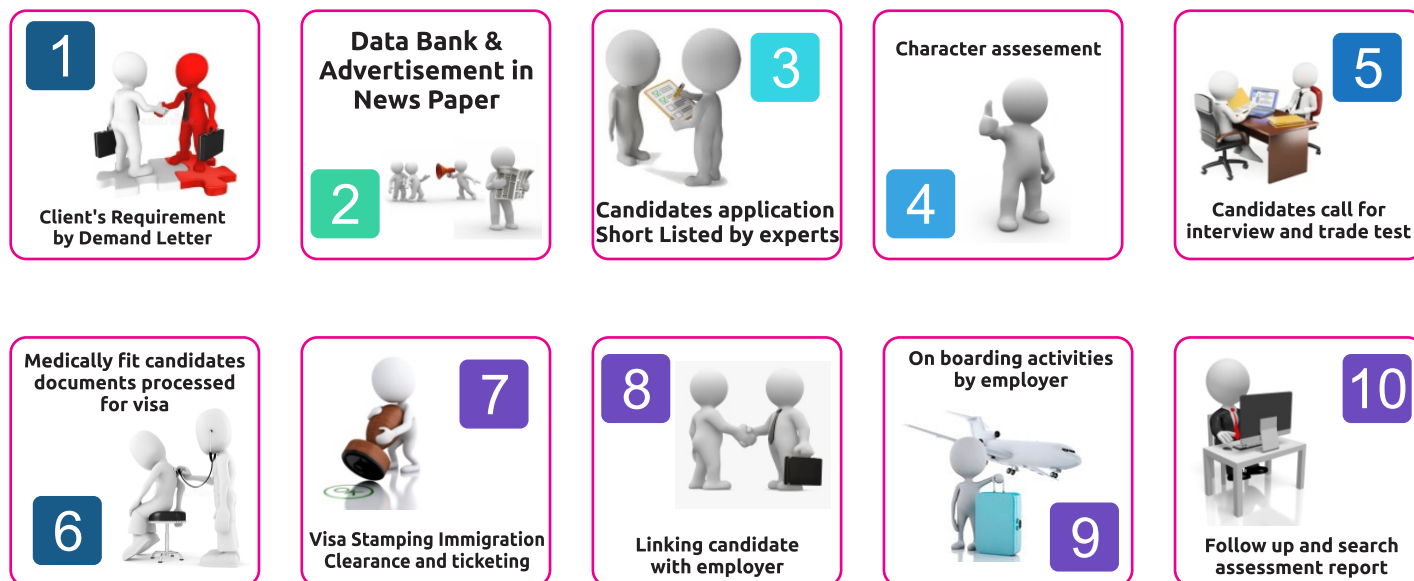 1
Client's Requirement
by Demand Letter
Data Bank &
Advertisement in
News Paper
2
3
Candidates application
Short Listed by experts
Character assesement
4
5
Candidates call for
interview and trade test
Medically fit candidates
documents processed
for visa
6
7
Visa Stamping Immigration
Clearance and ticketing
8
Linking candidate
with employer
On boarding activities
by employer
9
10
Follow up and search
assessment report